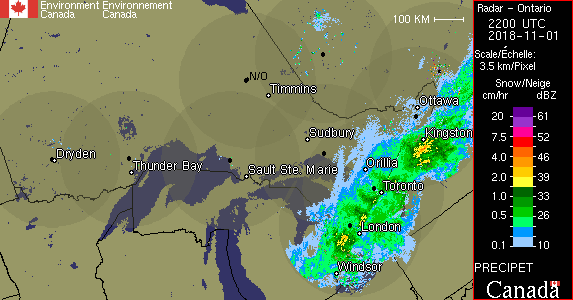 Environment Environnement
Canada Canada
100 KM
N/O
Timmins
Ottawa
Sudbury
Kingston
Dryden
Thunder Bay
Sault Ste. Marie
Orillia
Toronto
London
Windsor
Radar - Ontario
2200 UTC
2018-11-01
Scale/Échelle:
3.5 km/Pixel
Snow/Neige
cm/hr dBZ
20 61
7.5 52
4.0 46
2.0 39
1.0 33
0.5 26
0.1 10
PRECIPET
Canada